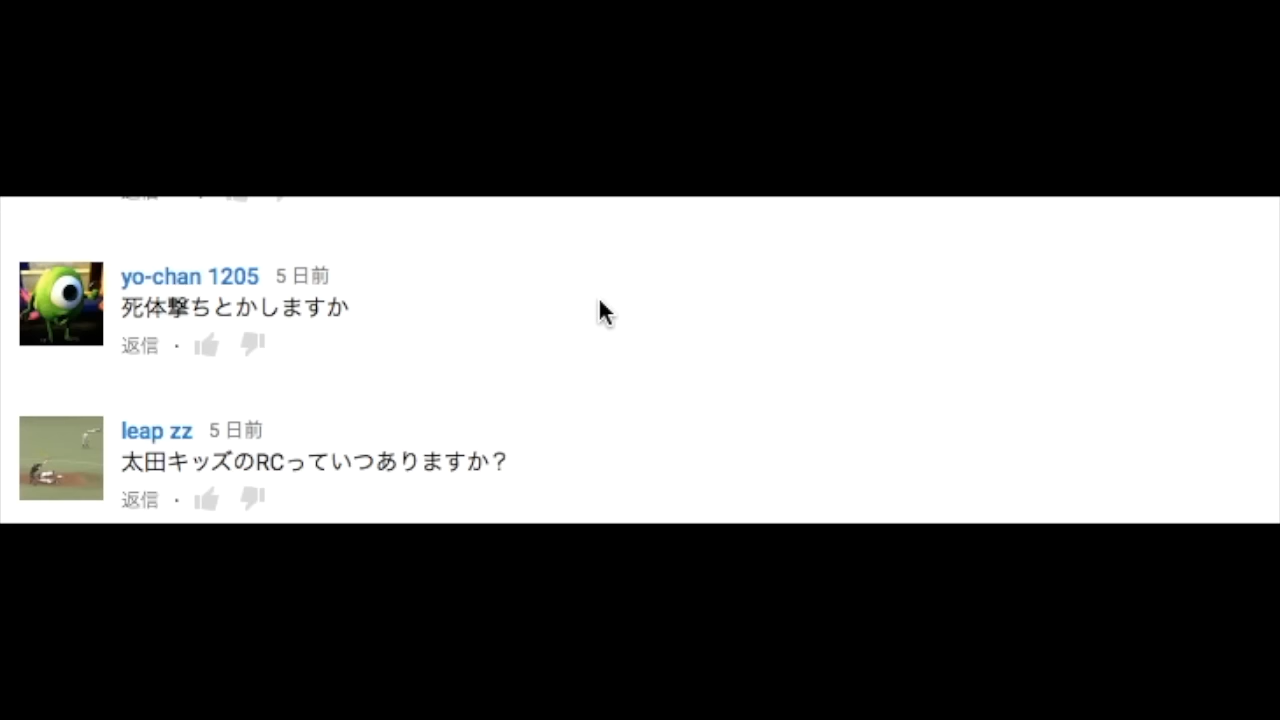 yo-chan 1205 5 日前
死体撃ちとかしますか
返信 ・
leap zz 5 日前
太田キッズのRCっていつありますか？
返信 ・